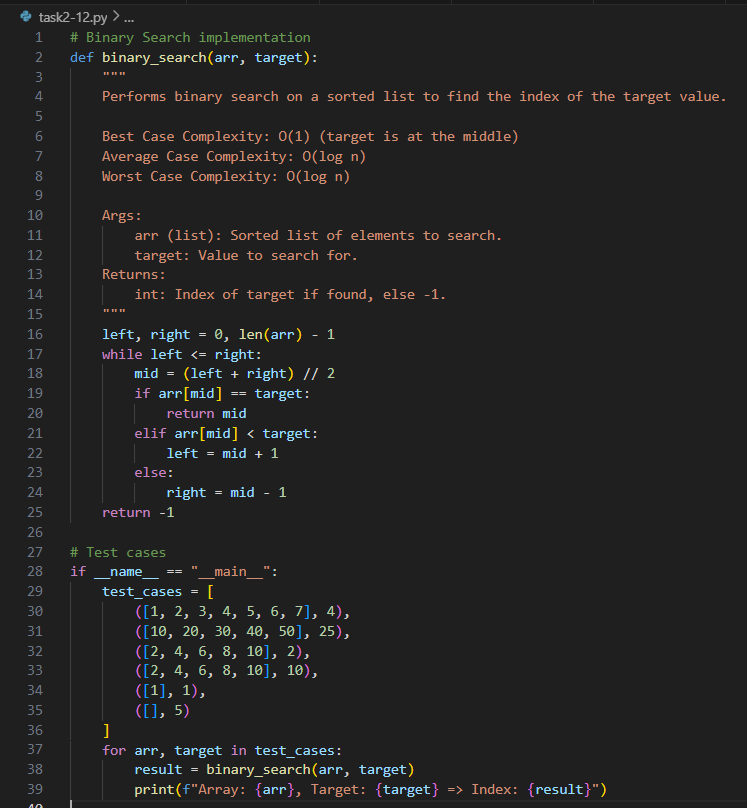 task2-12.py > ...
1 # Binary Search implementation
2 def binary_search(arr, target):
3     """
4     Performs binary search on a sorted list to find the index of the target value.
5
6     Best Case Complexity: O(1) (target is at the middle)
7     Average Case Complexity: O(log n)
8     Worst Case Complexity: O(log n)
9
10     Args:
11         arr (list): Sorted list of elements to search.
12         target: Value to search for.
13     Returns:
14         int: Index of target if found, else -1.
15     """
16     left, right = 0, len(arr) - 1
17     while left <= right:
18         mid = (left + right) // 2
19         if arr[mid] == target:
20             return mid
21         elif arr[mid] < target:
22             left = mid + 1
23         else:
24             right = mid - 1
25     return -1
26
27 # Test cases
28 if __name__ == "__main__":
29     test_cases = [
30         ([1, 2, 3, 4, 5, 6, 7], 4),
31         ([10, 20, 30, 40, 50], 25),
32         ([2, 4, 6, 8, 10], 2),
33         ([2, 4, 6, 8, 10], 10),
34         ([1], 1),
35         ([], 5)
36     ]
37     for arr, target in test_cases:
38         result = binary_search(arr, target)
39         print(f"Array: {arr}, Target: {target} => Index: {result}")
40